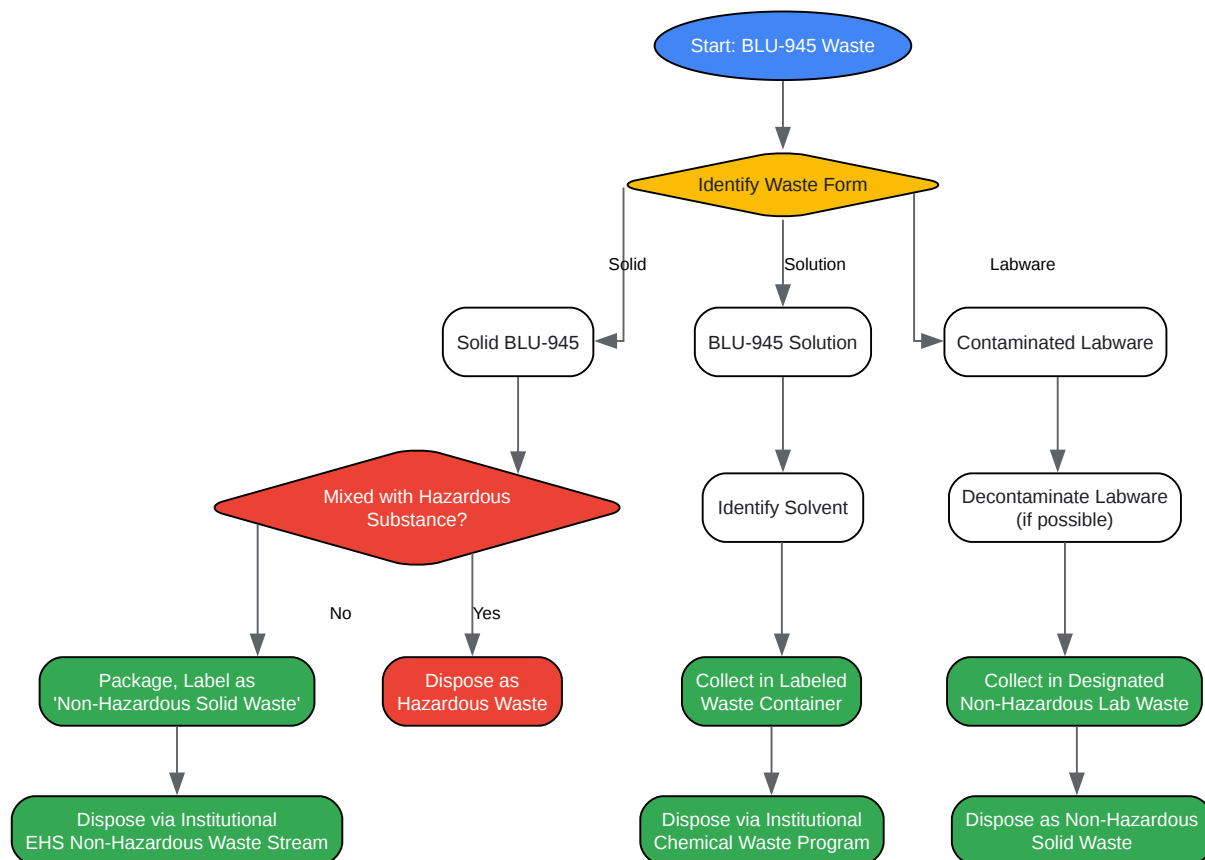 Start: BLU-945 Waste
Identify Waste Form
Solid
Solution
Labware
Solid BLU-945
BLU-945 Solution
Contaminated Labware
Mixed with Hazardous
Substance?
Identify Solvent
Decontaminate Labware
(if possible)
No
Yes
Package, Label as
'Non-Hazardous Solid Waste'
Dispose as
Hazardous Waste
Collect in Labeled
Waste Container
Collect in Designated
Non-Hazardous Lab Waste
Dispose via Institutional
EHS Non-Hazardous Waste Stream
Dispose via Institutional
Chemical Waste Program
Dispose as Non-Hazardous
Solid Waste